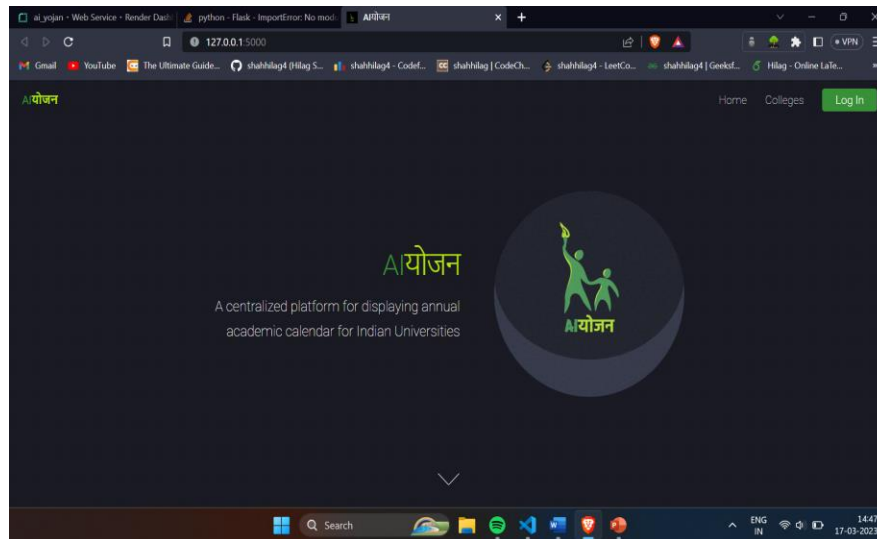 ai_yojan · Web Service · Render Dash
python - Flask - ImportError: No mod
AIयोजन
127.0.0.1:5000
VPN
Gmail
YouTube
The Ultimate Guide...
shahhilag4 (Hilag S...
shahhilag4 - Codef...
shahhilag | CodeCh...
shahhilag4 - LeetCo...
shahhilag4 | Geeksf...
Hilag - Online LaTe...
AIयोजन
Home
Colleges
Log In
AIयोजन
A centralized platform for displaying annual
academic calendar for Indian Universities
AIयोजन
Search
ENG
IN
14:47
17-03-2023